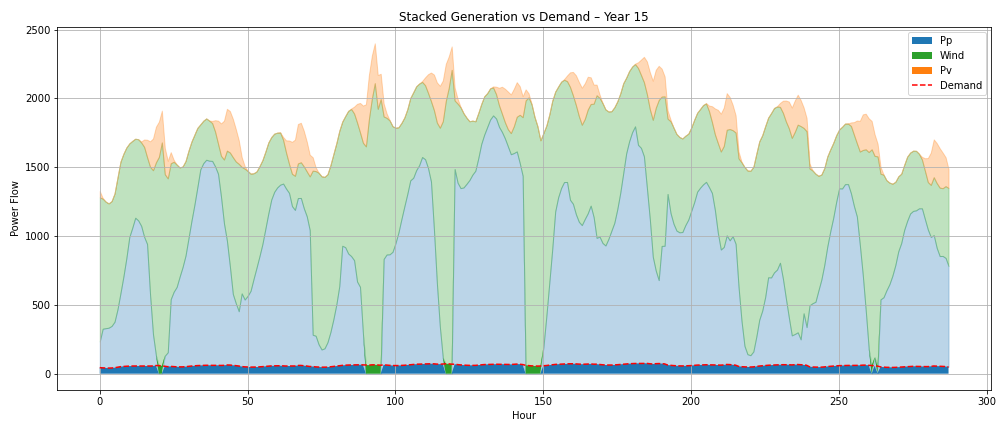 Stacked Generation vs Demand – Year 15
2500
2000
1500
1000
500
0
Power Flow
Pp
Wind
Pv
Demand
0 50 100 150 200 250 300
Hour